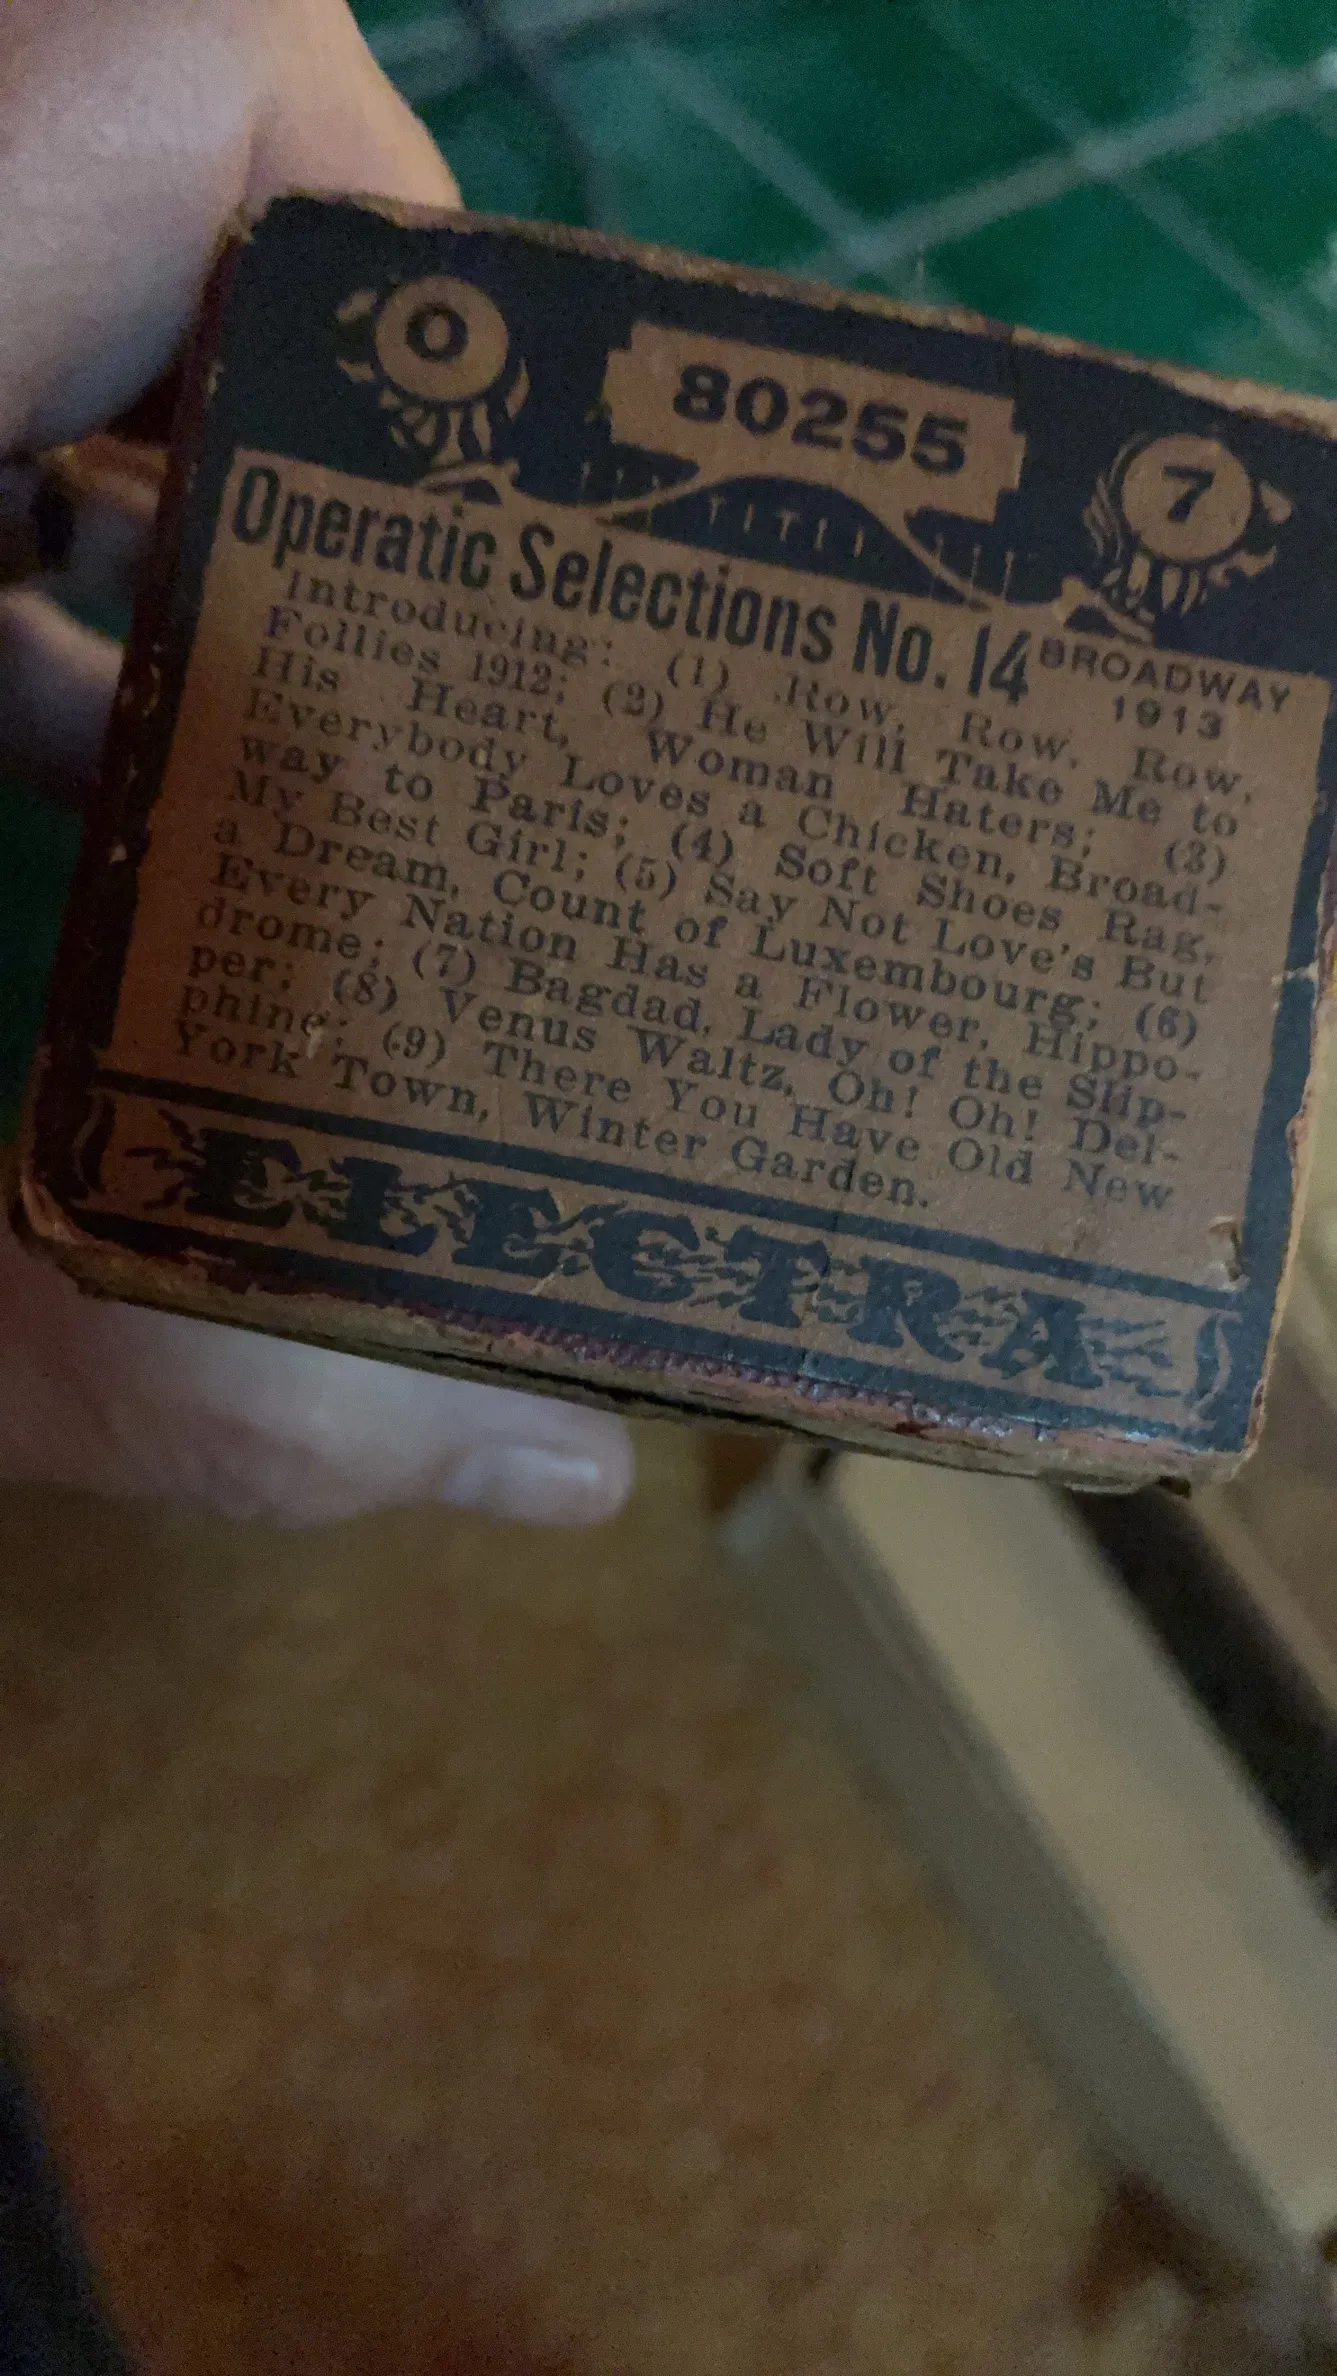 O 80255 7
TITLE
Operatic Selections No. 14 BROADWAY
1913
Introducing: (1) Row, Row, Row,
Follies 1912; (2) He Will Take Me to
His Heart, Woman Haters; (3)
Everybody Loves a Chicken, Broad-
way to Paris; (4) Soft Shoes Rag,
My Best Girl; (5) Say Not Love's But
a Dream, Count of Luxembourg; (6)
Every Nation Has a Flower, Hippo-
drome; (7) Bagdad, Lady of the Slip-
per; (8) Venus Waltz, Oh! Oh! Del-
phine; (9) There You Have Old New
York Town, Winter Garden.
ELECTRA